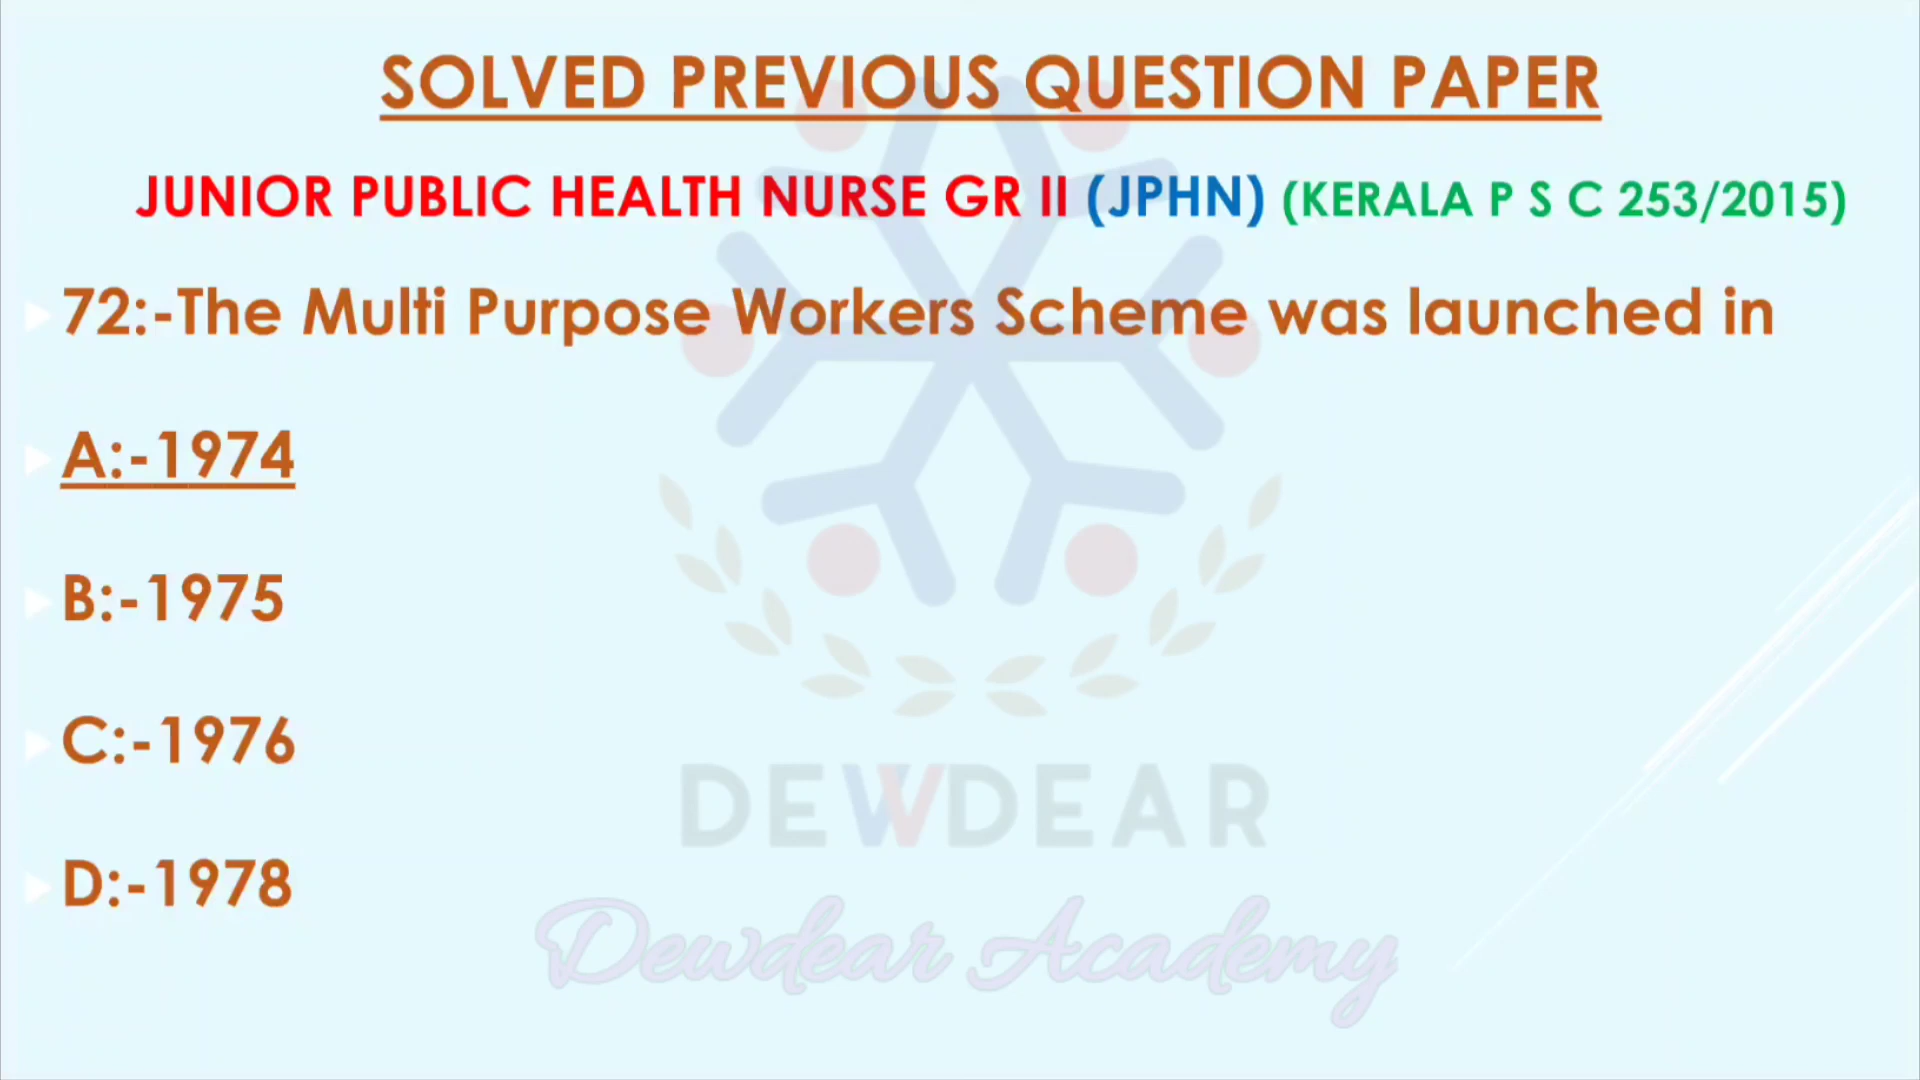 SOLVED PREVIOUS QUESTION PAPER
JUNIOR PUBLIC HEALTH NURSE GR II (JPHN) (KERALA P S C 253/2015)
72:-The Multi Purpose Workers Scheme was launched in
A:-1974
B:-1975
C:-1976
D:-1978
DEWDEAR
Dewdear Academy